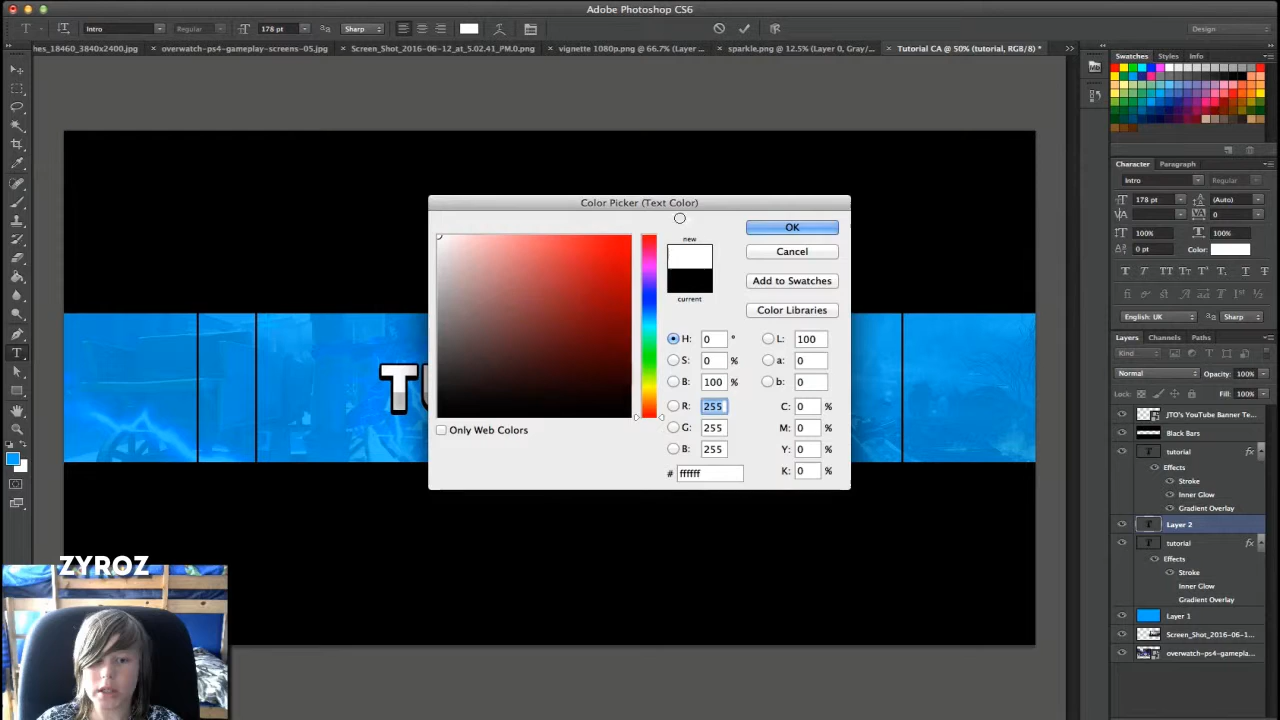 Adobe Photoshop CS6
Intro 178 pt Sharp Design
hes_18460_3840x2400.jpg overwatch-ps4-gameplay-screens-05.jpg Screen_Shot_2016-06-12_at_5.02.41_PM.0.png vignette 1080p.png @ 66.7% (Layer ... sparkle.png @ 12.5% (Layer 0, Gray/... Tutorial CA @ 50% (tutorial, RGB/8) *
Swatches Styles Info
Character Paragraph
Intro Regular
178 pt (Auto)
0
100% 100%
0 pt Color:
English: UK Sharp
Layers Channels Paths
Kind
Normal Opacity: 100%
Lock: Fill: 100%
JTO's YouTube Banner Te...
Black Bars
tutorial fx
Effects
Stroke
Inner Glow
Gradient Overlay
Layer 2
tutorial fx
Effects
Stroke
Inner Glow
Gradient Overlay
Layer 1
Screen_Shot_2016-06-1...
overwatch-ps4-gamepla...
Color Picker (Text Color)
new
current
OK
Cancel
Add to Swatches
Color Libraries
H: 0 ° L: 100
S: 0 % a: 0
B: 100 % b: 0
R: 255 C: 0 %
G: 255 M: 0 %
B: 255 Y: 0 %
# ffffff K: 0 %
Only Web Colors
TU
ZYROZ